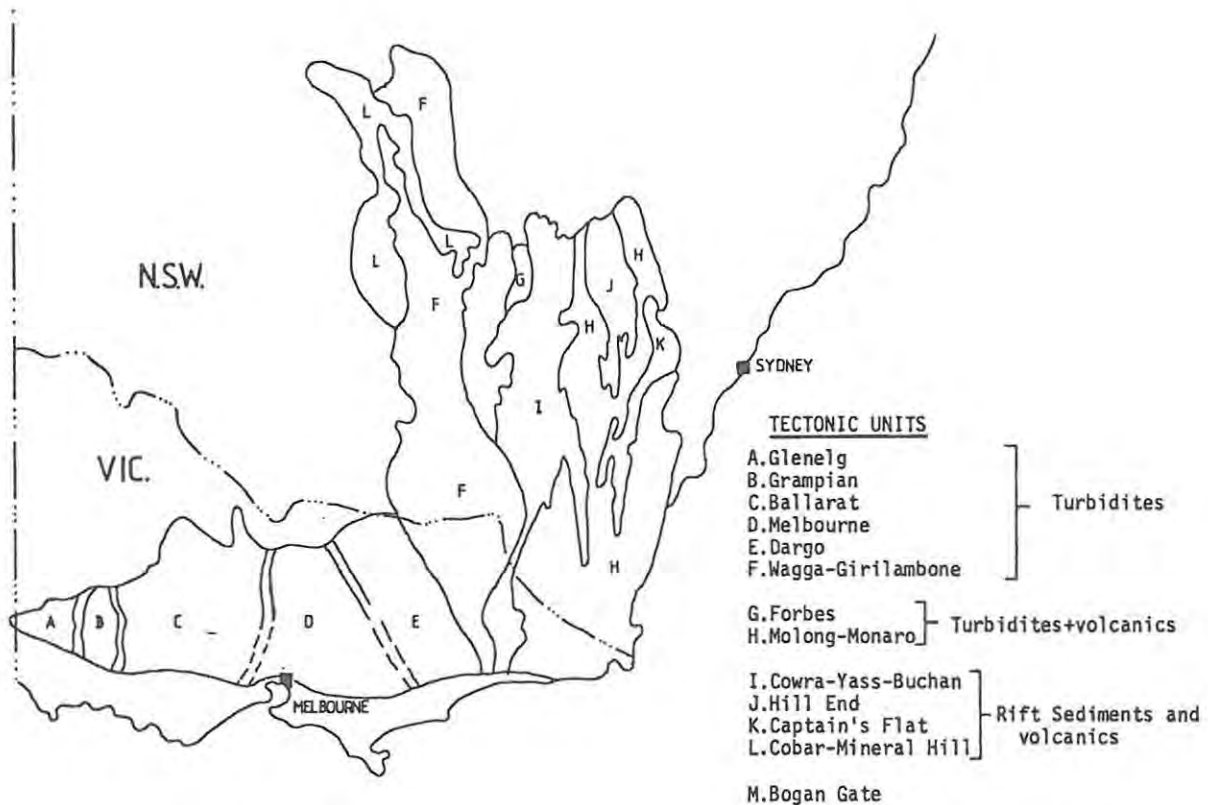 L
F
L
L
G
H
J
H
K
N.S.W.
F
SYDNEY
I
VIC.
F
H
A
B
C
D
E
MELBOURNE
TECTONIC UNITS
A.Glenelg
B.Grampian
C.Ballarat
D.Melbourne
E.Dargo
F.Wagga-Girilambone
Turbidites
G.Forbes
H.Molong-Monaro
Turbidites+volcanics
I.Cowra-Yass-Buchan
J.Hill End
K.Captain's Flat
L.Cobar-Mineral Hill
Rift Sediments and
volcanics
M.Bogan Gate